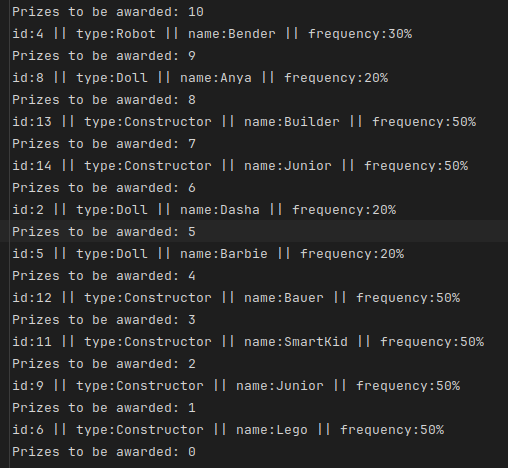 Prizes to be awarded: 10
id:4 || type:Robot || name:Bender || frequency:30%
Prizes to be awarded: 9
id:8 || type:Doll || name:Anya || frequency:20%
Prizes to be awarded: 8
id:13 || type:Constructor || name:Builder || frequency:50%
Prizes to be awarded: 7
id:14 || type:Constructor || name:Junior || frequency:50%
Prizes to be awarded: 6
id:2 || type:Doll || name:Dasha || frequency:20%
Prizes to be awarded: 5
id:5 || type:Doll || name:Barbie || frequency:20%
Prizes to be awarded: 4
id:12 || type:Constructor || name:Bauer || frequency:50%
Prizes to be awarded: 3
id:11 || type:Constructor || name:SmartKid || frequency:50%
Prizes to be awarded: 2
id:9 || type:Constructor || name:Junior || frequency:50%
Prizes to be awarded: 1
id:6 || type:Constructor || name:Lego || frequency:50%
Prizes to be awarded: 0